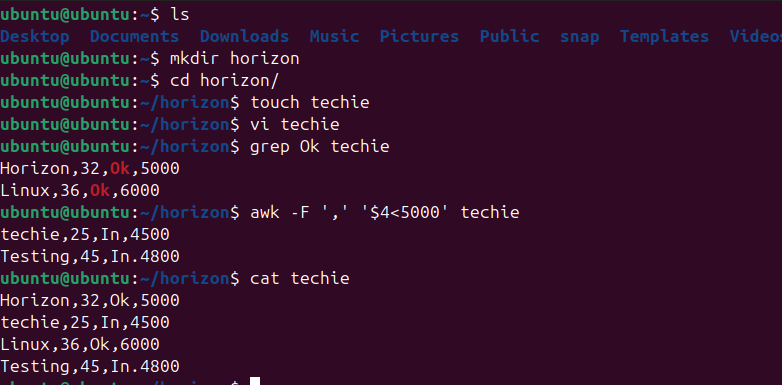 ubuntu@ubuntu:~$ ls
Desktop  Documents  Downloads  Music  Pictures  Public  snap  Templates  Videos
ubuntu@ubuntu:~$ mkdir horizon
ubuntu@ubuntu:~$ cd horizon/
ubuntu@ubuntu:~/horizon$ touch techie
ubuntu@ubuntu:~/horizon$ vi techie
ubuntu@ubuntu:~/horizon$ grep Ok techie
Horizon,32,Ok,5000
Linux,36,Ok,6000
ubuntu@ubuntu:~/horizon$ awk -F ',' '$4<5000' techie
techie,25,In,4500
Testing,45,In.4800
ubuntu@ubuntu:~/horizon$ cat techie
Horizon,32,Ok,5000
techie,25,In,4500
Linux,36,Ok,6000
Testing,45,In.4800
ubuntu@ubuntu:~/horizon$